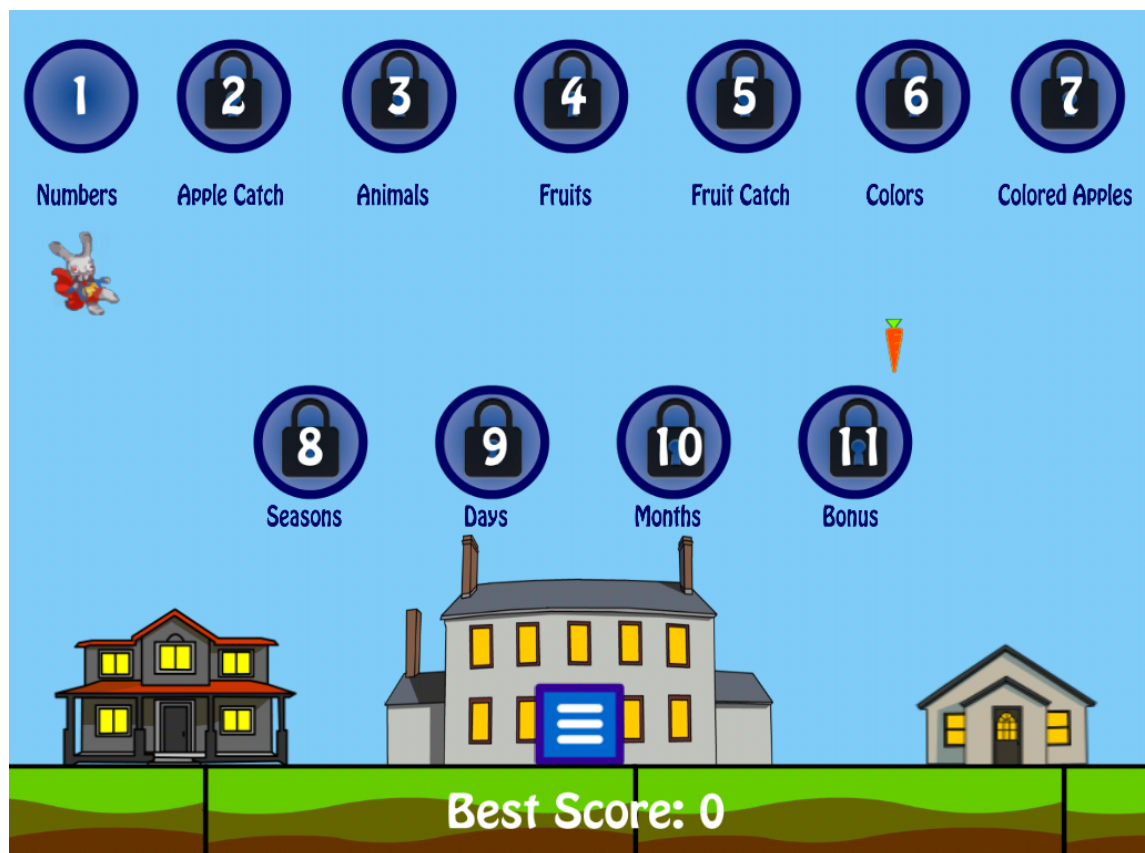 1 2 3 4 5 6 7
Numbers Apple Catch Animals Fruits Fruit Catch Colors Colored Apples
8 9 10 11
Seasons Days Months Bonus
Best Score: 0